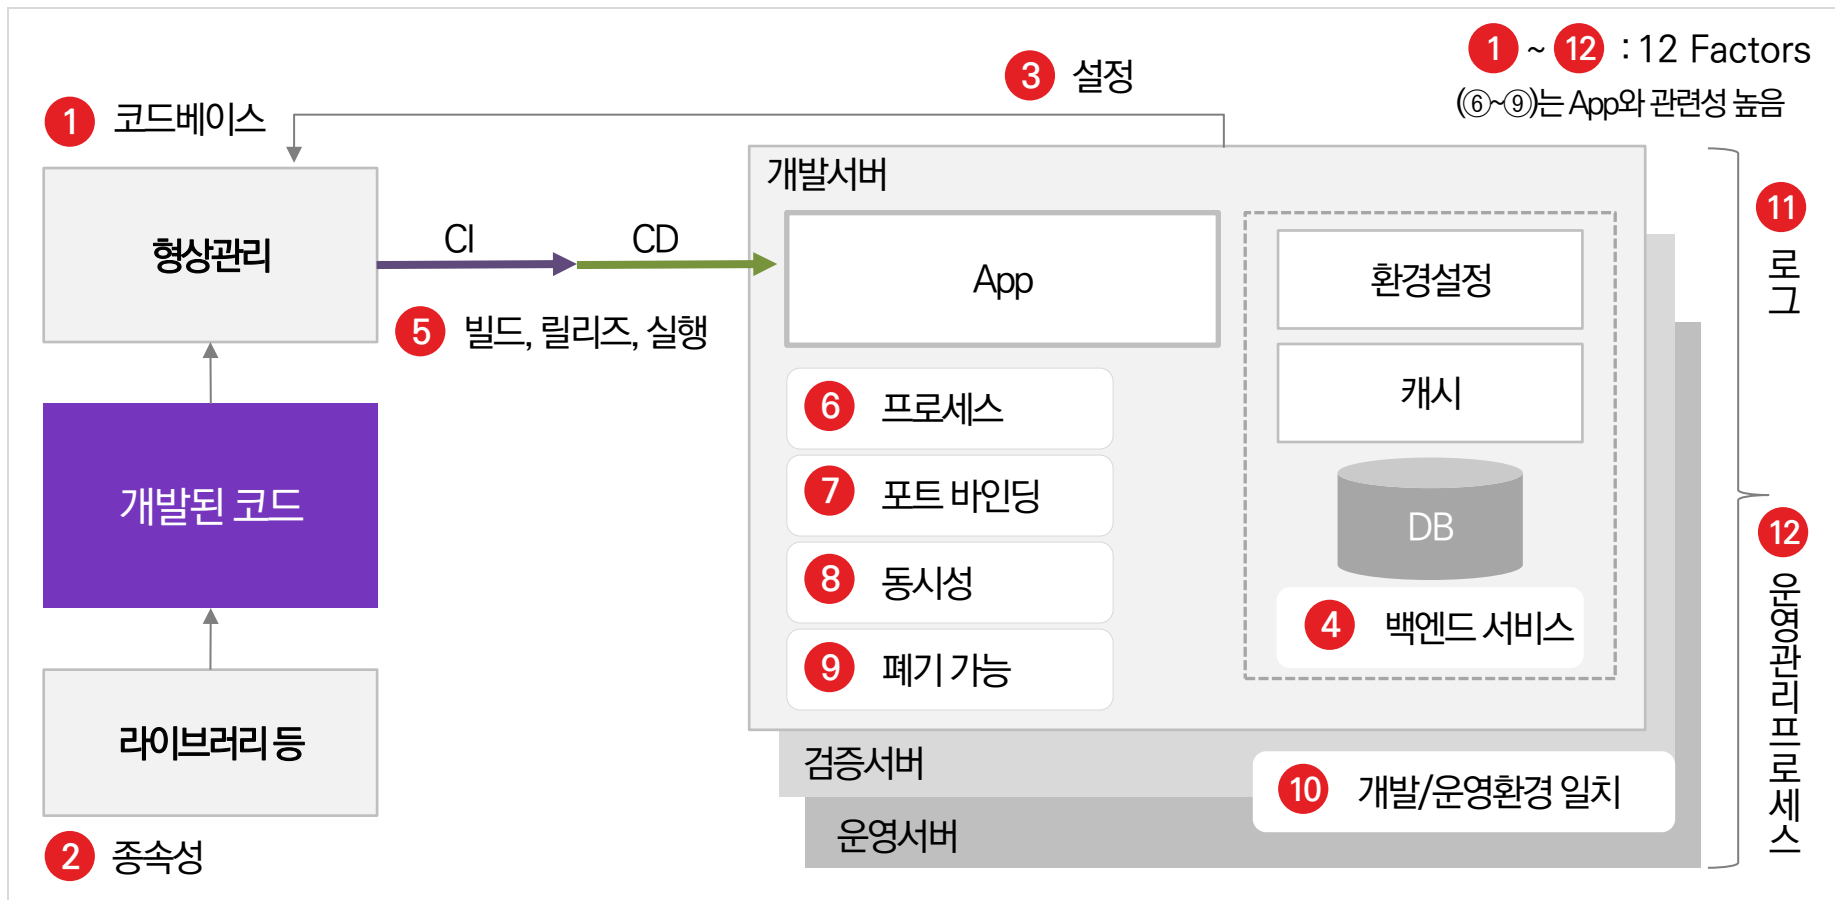 1 ~ 12 : 12 Factors
(⑥~⑨)는 App와 관련성 높음
3 설정
1 코드베이스
형상관리
CI
CD
5 빌드, 릴리즈, 실행
개발된 코드
라이브러리 등
2 종속성
개발서버
App
6 프로세스
7 포트 바인딩
8 동시성
9 폐기 가능
환경설정
캐시
DB
4 백엔드 서비스
검증서버
10 개발/운영환경 일치
운영서버
11 로그
12 운영관리프로세스